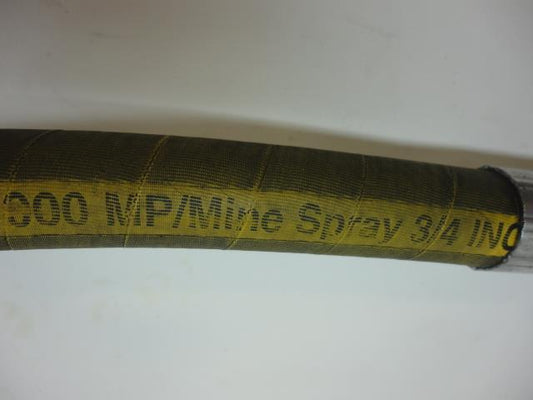 000 MP/Mine Spray 3/4 INC